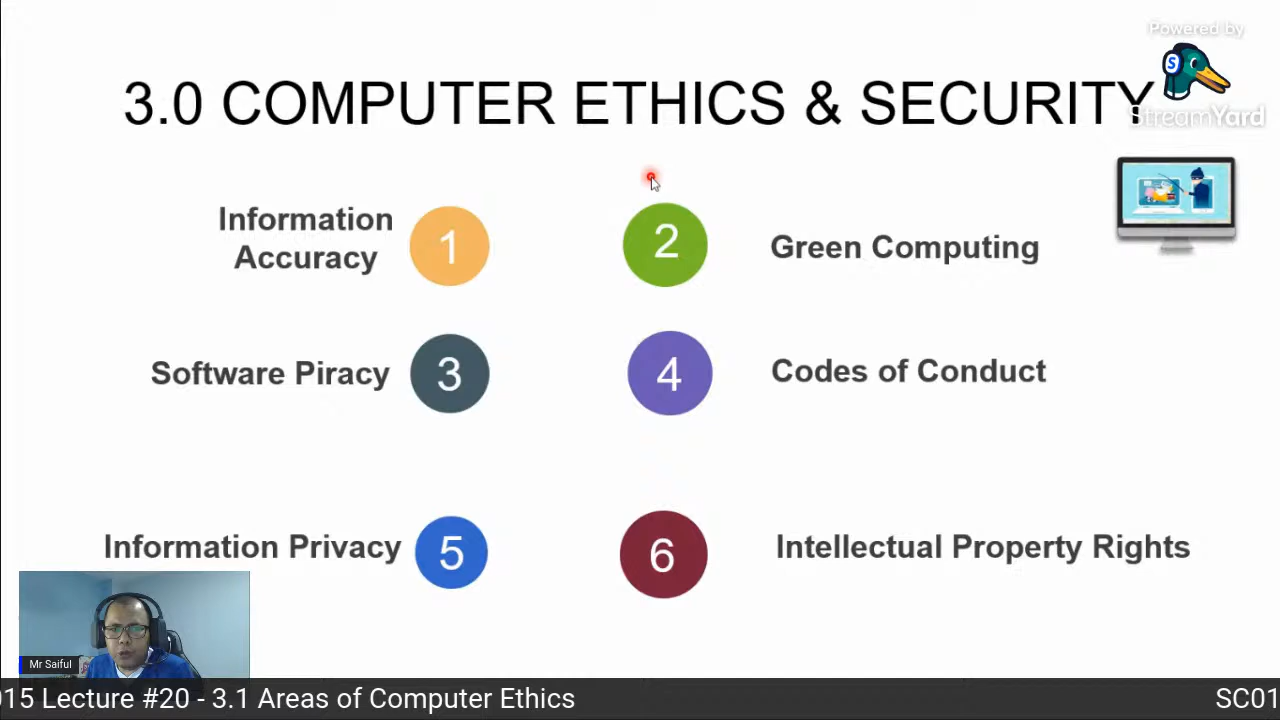 Powered by
StreamYard
3.0 COMPUTER ETHICS & SECURITY
Information
Accuracy
1
2
Green Computing
Software Piracy
3
4
Codes of Conduct
Information Privacy
5
6
Intellectual Property Rights
Mr Saiful
015 Lecture #20 - 3.1 Areas of Computer Ethics
SC01